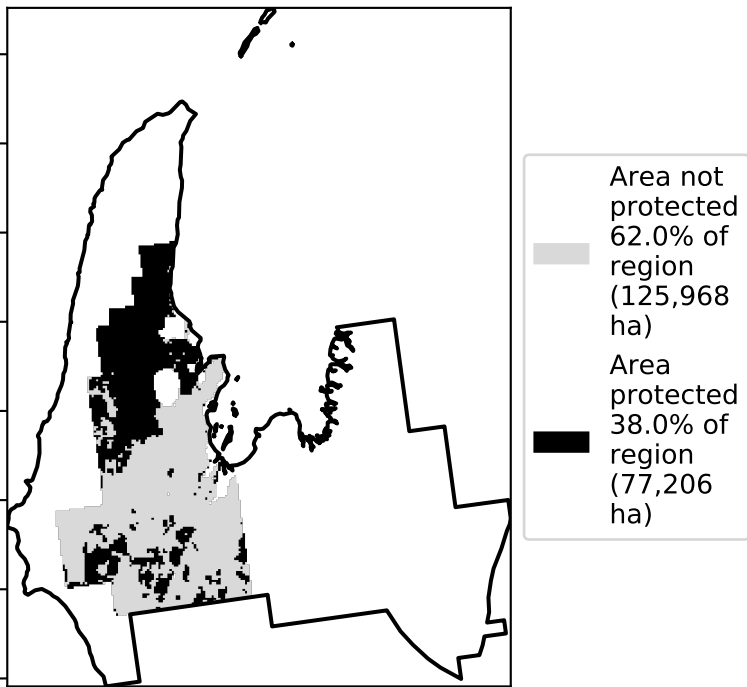 Area not
protected
62.0% of
region
(125,968
ha)
Area
protected
38.0% of
region
(77,206
ha)